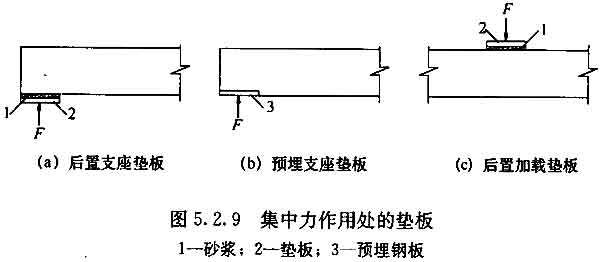 F
2
1
1
2
F
3
F
(a) 后置支座垫板
(b) 预埋支座垫板
(c) 后置加载垫板
图 5.2.9 集中力作用处的垫板
1—砂浆；2—垫板；3—预埋钢板